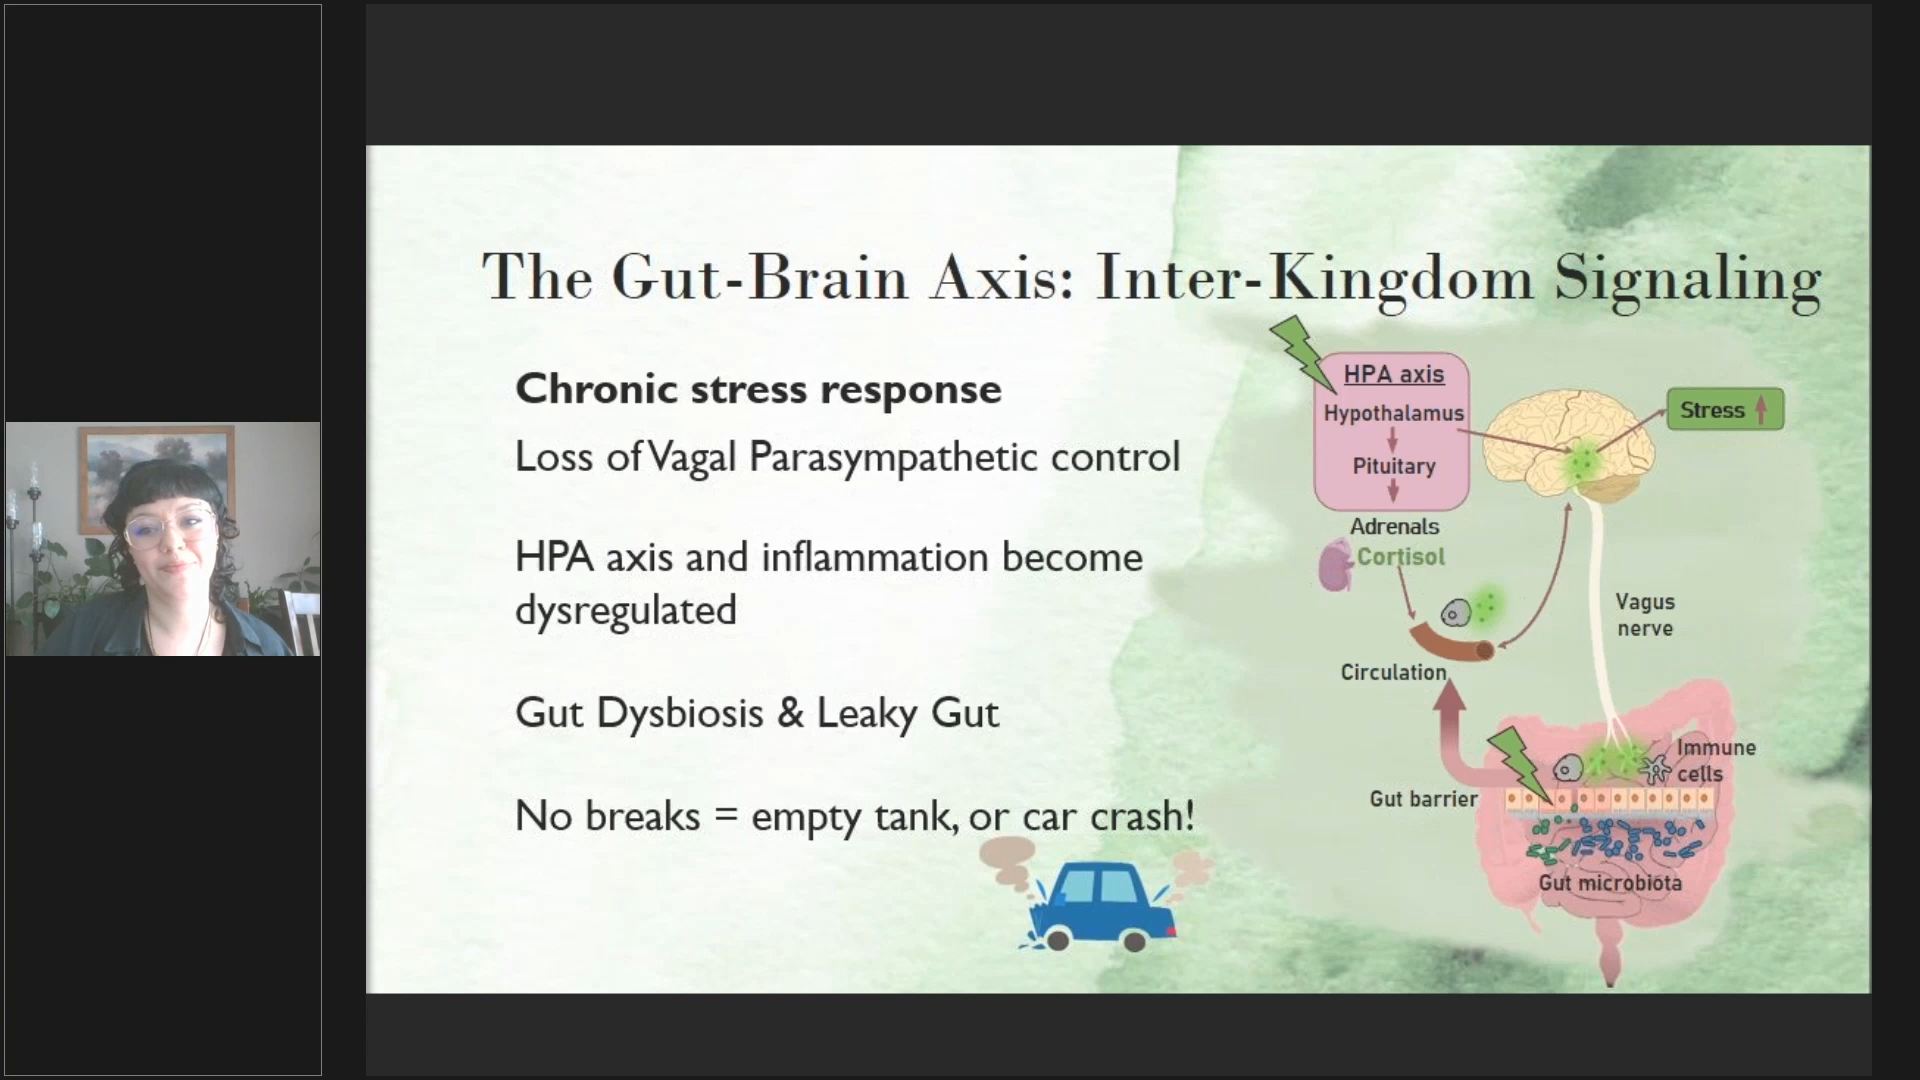 The Gut-Brain Axis: Inter-Kingdom Signaling
Chronic stress response
Loss of Vagal Parasympathetic control
HPA axis and inflammation become
dysregulated
Gut Dysbiosis & Leaky Gut
No breaks = empty tank, or car crash!
HPA axis
Hypothalamus
Pituitary
Adrenals
Cortisol
Stress
Circulation
Vagus
nerve
Immune
cells
Gut barrier
Gut microbiota